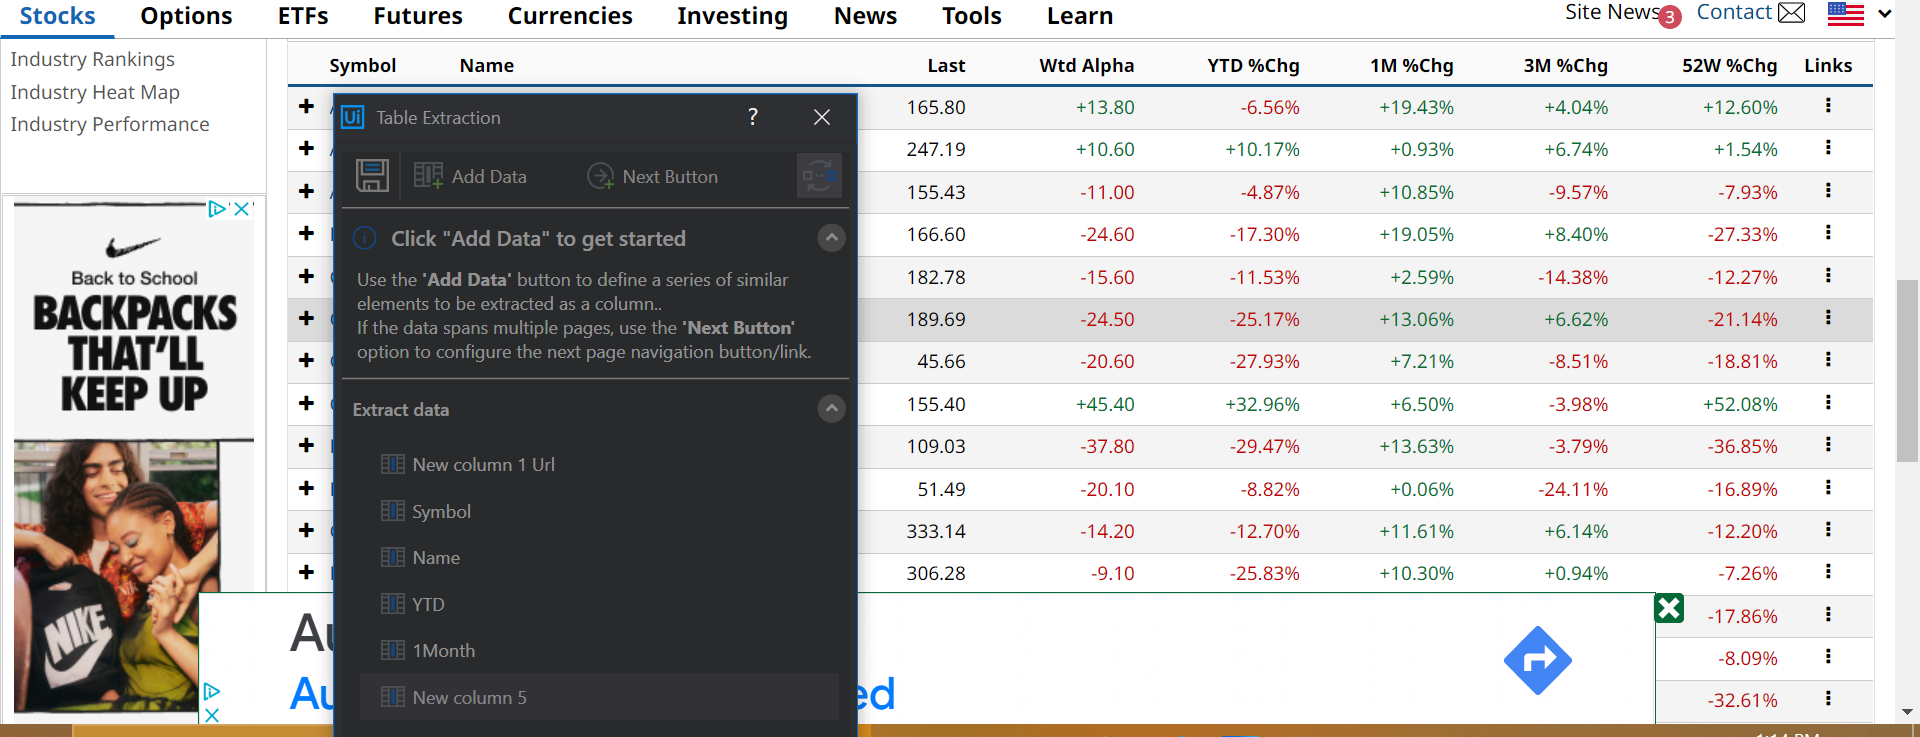 Stocks Options ETFs Futures Currencies Investing News Tools Learn Site News 3 Contact
Industry Rankings
Industry Heat Map
Industry Performance
Back to School
BACKPACKS
THAT'LL
KEEP UP
NIKE
Symbol Name Last Wtd Alpha YTD %Chg 1M %Chg 3M %Chg 52W %Chg Links
165.80 +13.80 -6.56% +19.43% +4.04% +12.60%
247.19 +10.60 +10.17% +0.93% +6.74% +1.54%
155.43 -11.00 -4.87% +10.85% -9.57% -7.93%
166.60 -24.60 -17.30% +19.05% +8.40% -27.33%
182.78 -15.60 -11.53% +2.59% -14.38% -12.27%
189.69 -24.50 -25.17% +13.06% +6.62% -21.14%
45.66 -20.60 -27.93% +7.21% -8.51% -18.81%
155.40 +45.40 +32.96% +6.50% -3.98% +52.08%
109.03 -37.80 -29.47% +13.63% -3.79% -36.85%
51.49 -20.10 -8.82% +0.06% -24.11% -16.89%
333.14 -14.20 -12.70% +11.61% +6.14% -12.20%
306.28 -9.10 -25.83% +10.30% +0.94% -7.26%
-17.86%
-8.09%
-32.61%
Ui Table Extraction ?
Add Data Next Button
Click "Add Data" to get started
Use the 'Add Data' button to define a series of similar
elements to be extracted as a column..
If the data spans multiple pages, use the 'Next Button'
option to configure the next page navigation button/link.
Extract data
New column 1 Url
Symbol
Name
YTD
1Month
New column 5